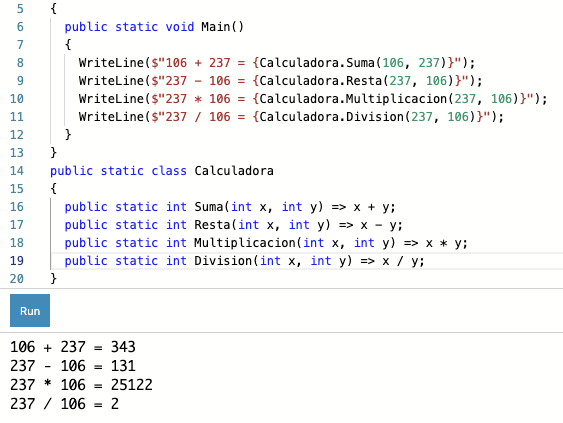 5 {
6 public static void Main()
7 {
8 WriteLine($"106 + 237 = {Calculadora.Suma(106, 237)}");
9 WriteLine($"237 - 106 = {Calculadora.Resta(237, 106)}");
10 WriteLine($"237 * 106 = {Calculadora.Multiplicacion(237, 106)}");
11 WriteLine($"237 / 106 = {Calculadora.Division(237, 106)}");
12 }
13 }
14 public static class Calculadora
15 {
16 public static int Suma(int x, int y) => x + y;
17 public static int Resta(int x, int y) => x - y;
18 public static int Multiplicacion(int x, int y) => x * y;
19 public static int Division(int x, int y) => x / y;
20 }
Run
106 + 237 = 343
237 - 106 = 131
237 * 106 = 25122
237 / 106 = 2